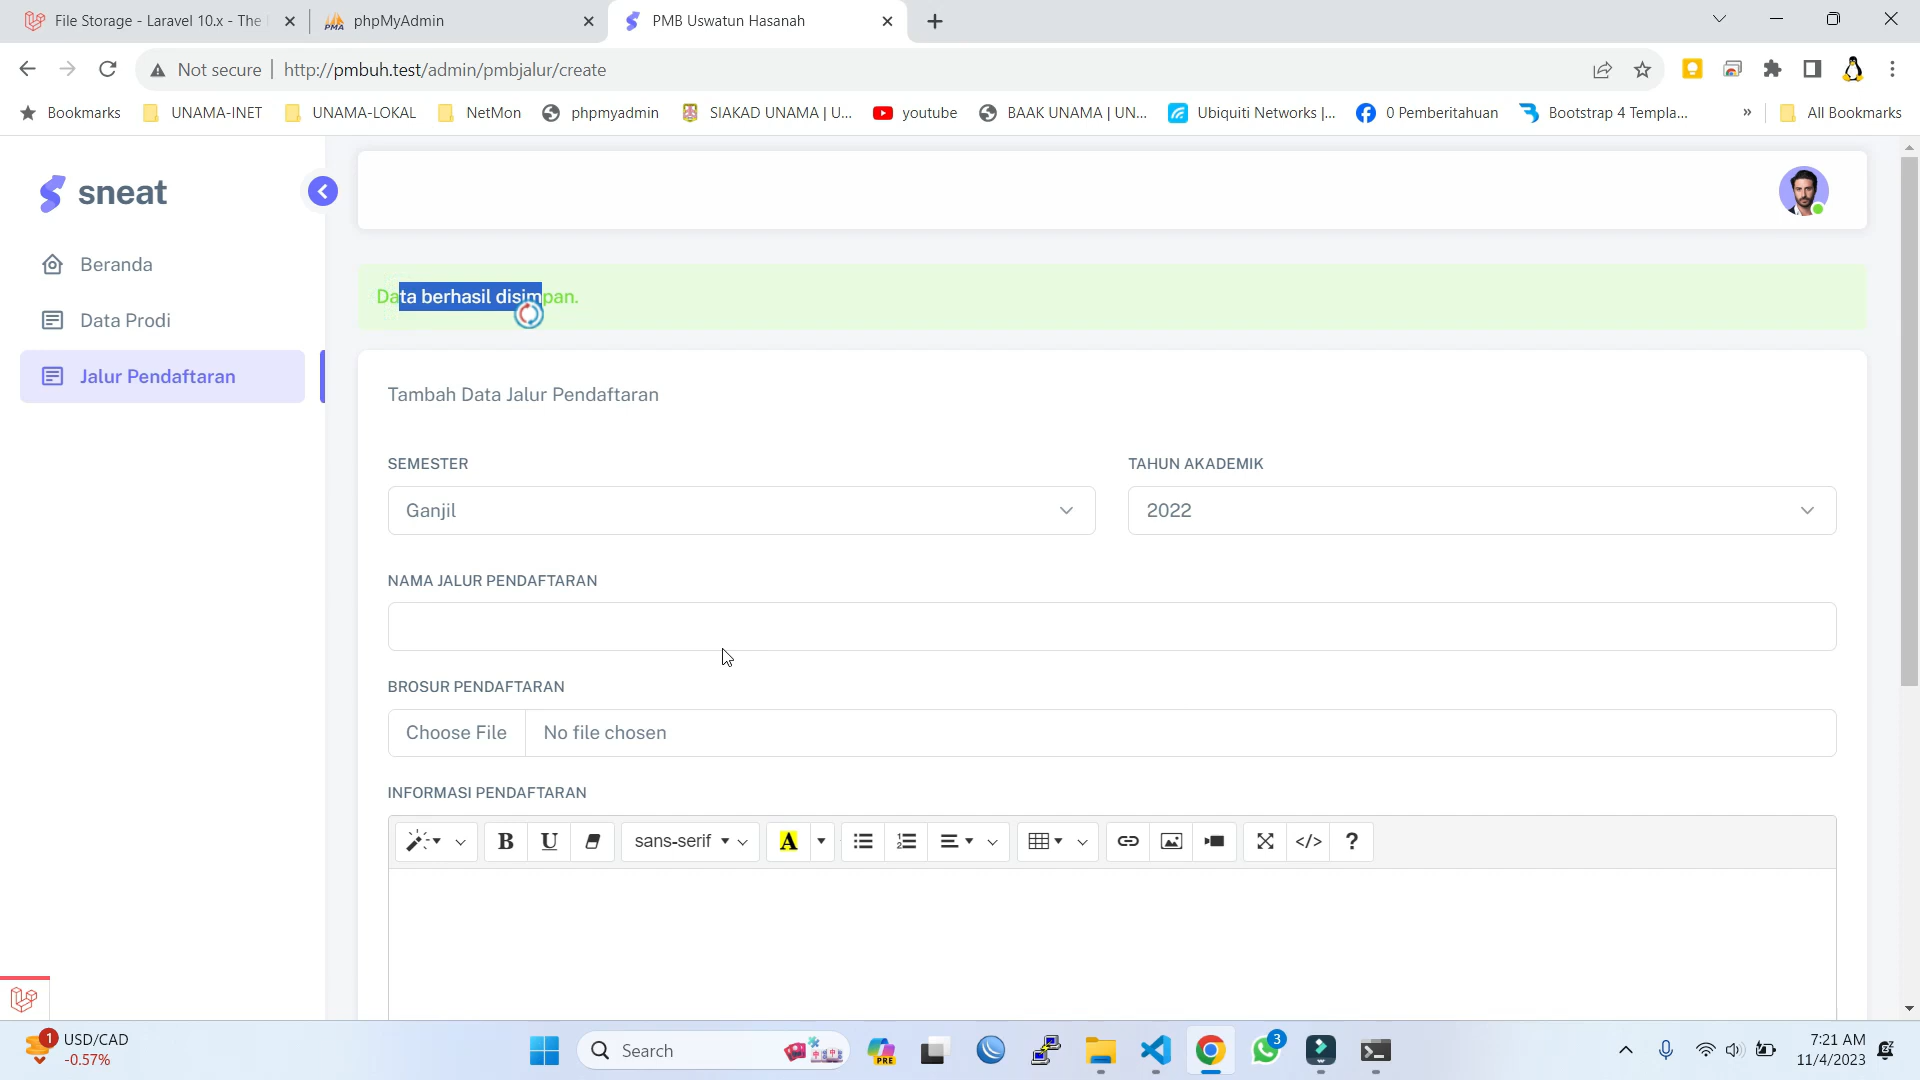 File Storage - Laravel 10.x - The
phpMyAdmin
PMB Uswatun Hasanah
Not secure
http://pmbuh.test/admin/pmbjalur/create
Bookmarks
UNAMA-INET
UNAMA-LOKAL
NetMon
phpmyadmin
SIAKAD UNAMA | U...
youtube
BAAK UNAMA | UN...
Ubiquiti Networks |...
0 Pemberitahuan
Bootstrap 4 Templa...
»
All Bookmarks
sneat
Beranda
Data Prodi
Jalur Pendaftaran
Data berhasil disimpan.
Tambah Data Jalur Pendaftaran
SEMESTER
TAHUN AKADEMIK
Ganjil
2022
NAMA JALUR PENDAFTARAN
BROSUR PENDAFTARAN
Choose File
No file chosen
INFORMASI PENDAFTARAN
B
U
sans-serif
A
</>
?
1
USD/CAD
-0.57%
Search
PRE
3
7:21 AM
11/4/2023